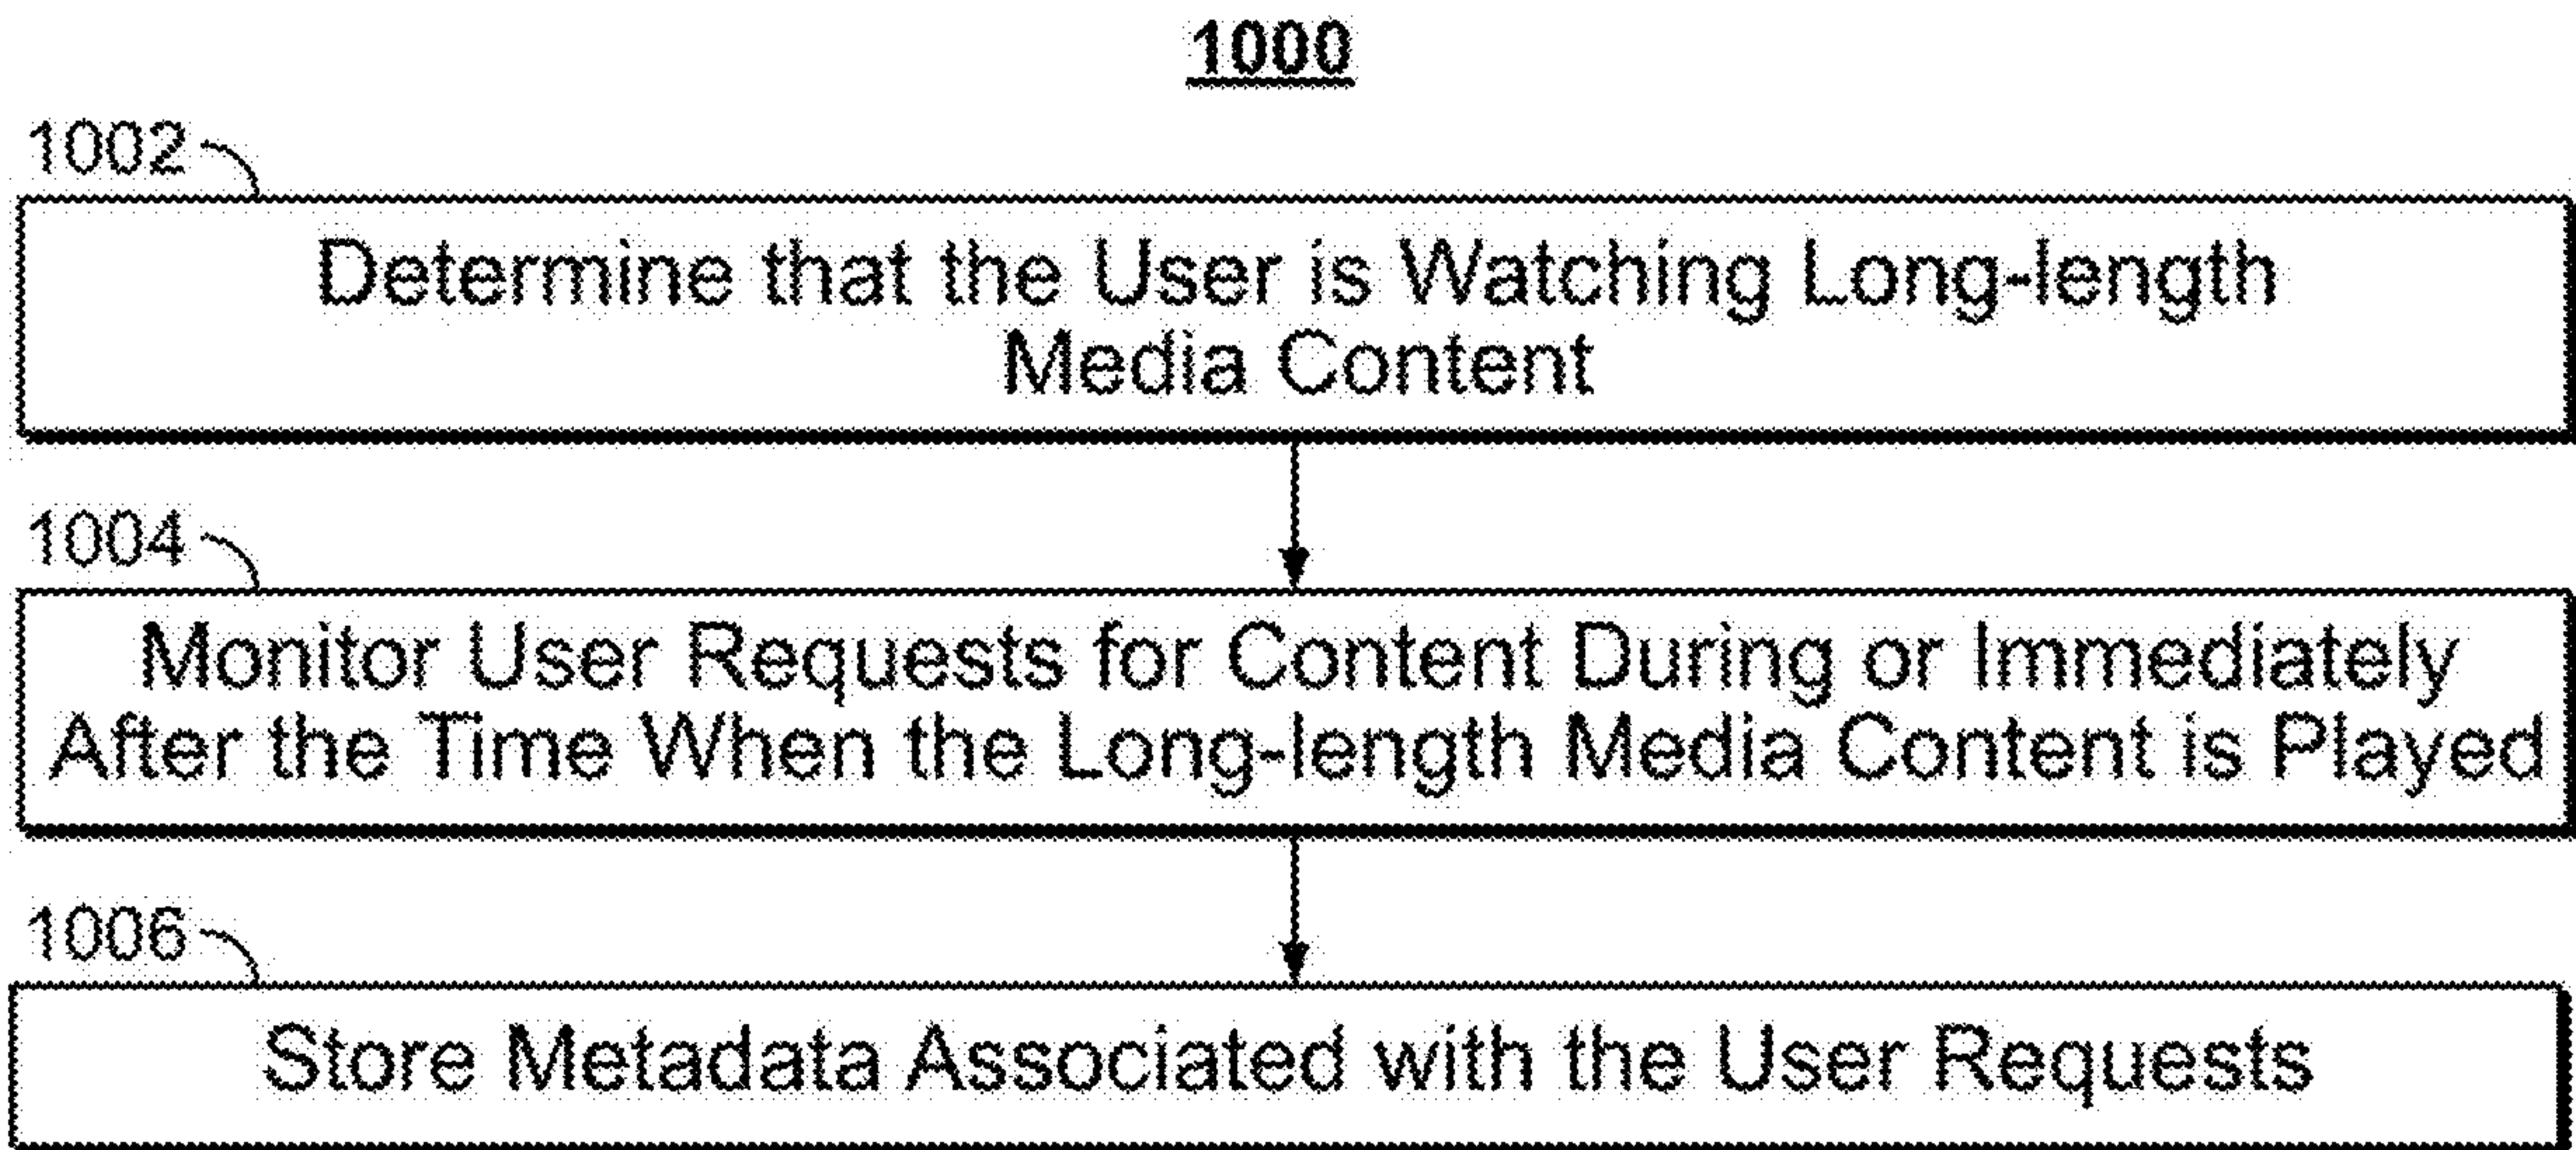 1000
1002
Determine that the User is Watching Long-length
Media Content
1004
Monitor User Requests for Content During or Immediately
After the Time When the Long-length Media Content is Played
1006
Store Metadata Associated with the User Requests